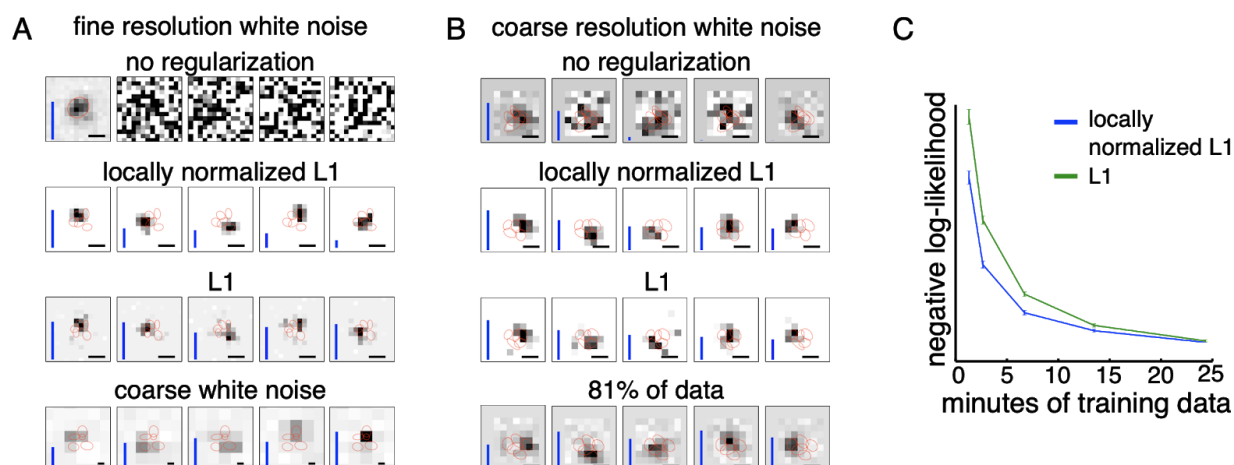 A
fine resolution white noise
no regularization
locally normalized L1
L1
coarse white noise
B
coarse resolution white noise
no regularization
locally normalized L1
L1
81% of data
C
negative log-likelihood
locally
normalized L1
L1
0 5 10 15 20 25
minutes of training data